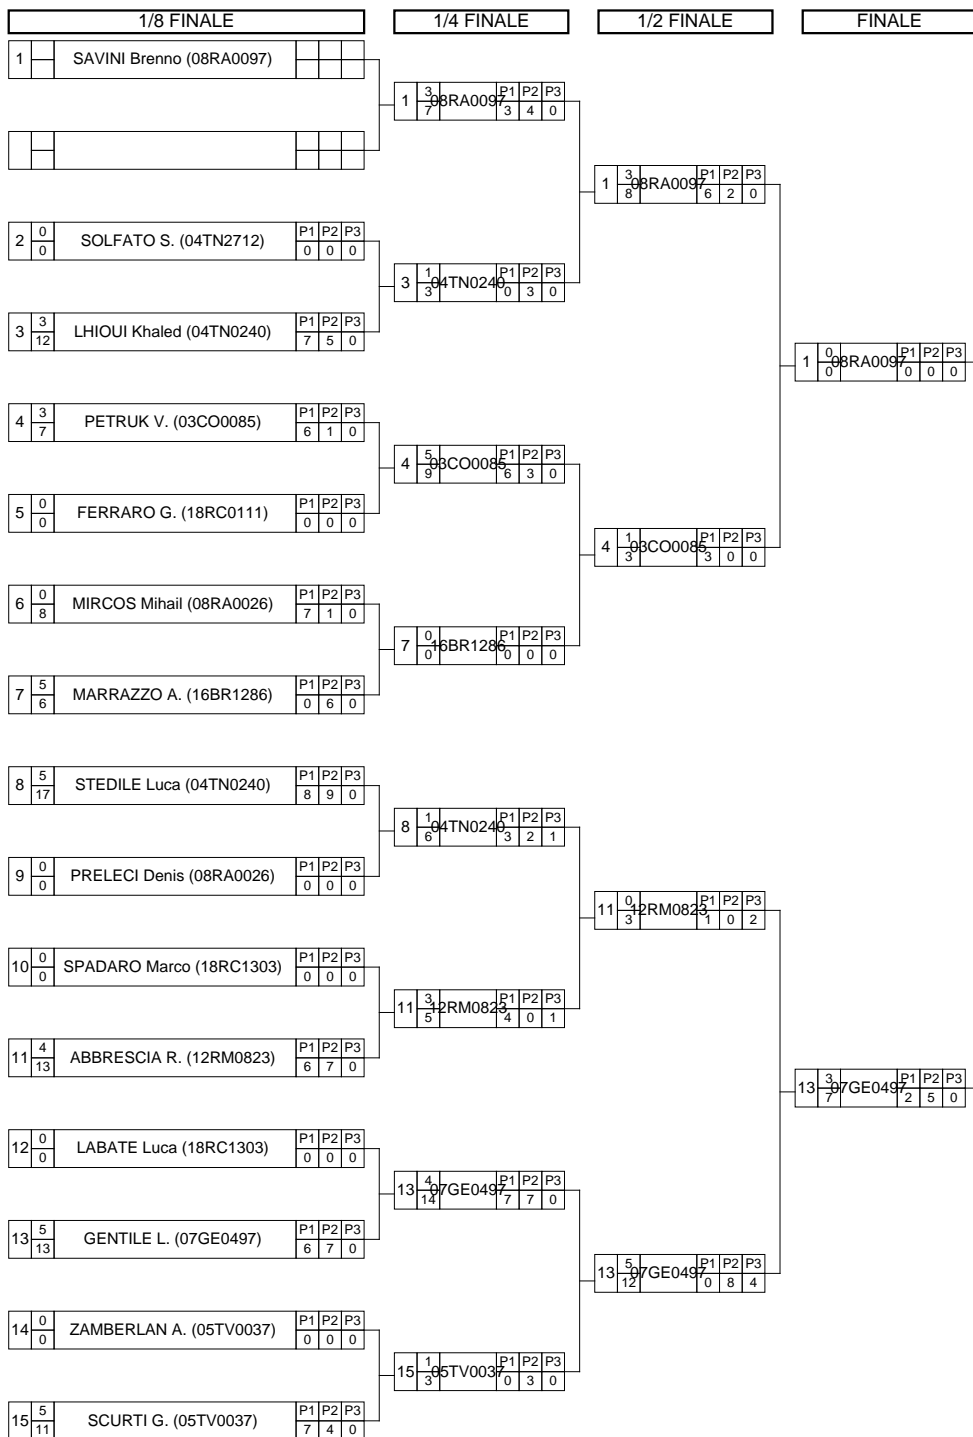 1/8 FINALE
1/4 FINALE
1/2 FINALE
FINALE
1 SAVINI Brenno (08RA0097)
2 0 0 SOLFATO S. (04TN2712) P1 P2 P3 0 0 0
3 3 12 LHIOUI Khaled (04TN0240) P1 P2 P3 7 5 0
4 3 7 PETRUK V. (03CO0085) P1 P2 P3 6 1 0
5 0 0 FERRARO G. (18RC0111) P1 P2 P3 0 0 0
6 0 8 MIRCOS Mihail (08RA0026) P1 P2 P3 7 1 0
7 5 6 MARRAZZO A. (16BR1286) P1 P2 P3 0 6 0
8 5 17 STEDILE Luca (04TN0240) P1 P2 P3 8 9 0
9 0 0 PRELECI Denis (08RA0026) P1 P2 P3 0 0 0
10 0 0 SPADARO Marco (18RC1303) P1 P2 P3 0 0 0
11 4 13 ABBRESCIA R. (12RM0823) P1 P2 P3 6 7 0
12 0 0 LABATE Luca (18RC1303) P1 P2 P3 0 0 0
13 5 13 GENTILE L. (07GE0497) P1 P2 P3 6 7 0
14 0 0 ZAMBERLAN A. (05TV0037) P1 P2 P3 0 0 0
15 5 11 SCURTI G. (05TV0037) P1 P2 P3 7 4 0
1 3 7 08RA0097 P1 P2 P3 3 4 0
3 1 3 04TN0240 P1 P2 P3 0 3 0
4 5 9 03CO0085 P1 P2 P3 6 3 0
7 0 0 16BR1286 P1 P2 P3 0 0 0
8 1 6 04TN0240 P1 P2 P3 3 2 1
11 3 5 12RM0823 P1 P2 P3 4 0 1
13 4 14 07GE0497 P1 P2 P3 7 7 0
15 1 3 05TV0037 P1 P2 P3 0 3 0
1 3 8 08RA0097 P1 P2 P3 6 2 0
4 1 3 03CO0085 P1 P2 P3 3 0 0
11 0 3 12RM0823 P1 P2 P3 1 0 2
13 5 12 07GE0497 P1 P2 P3 0 8 4
1 0 0 08RA0097 P1 P2 P3 0 0 0
13 3 7 07GE0497 P1 P2 P3 2 5 0